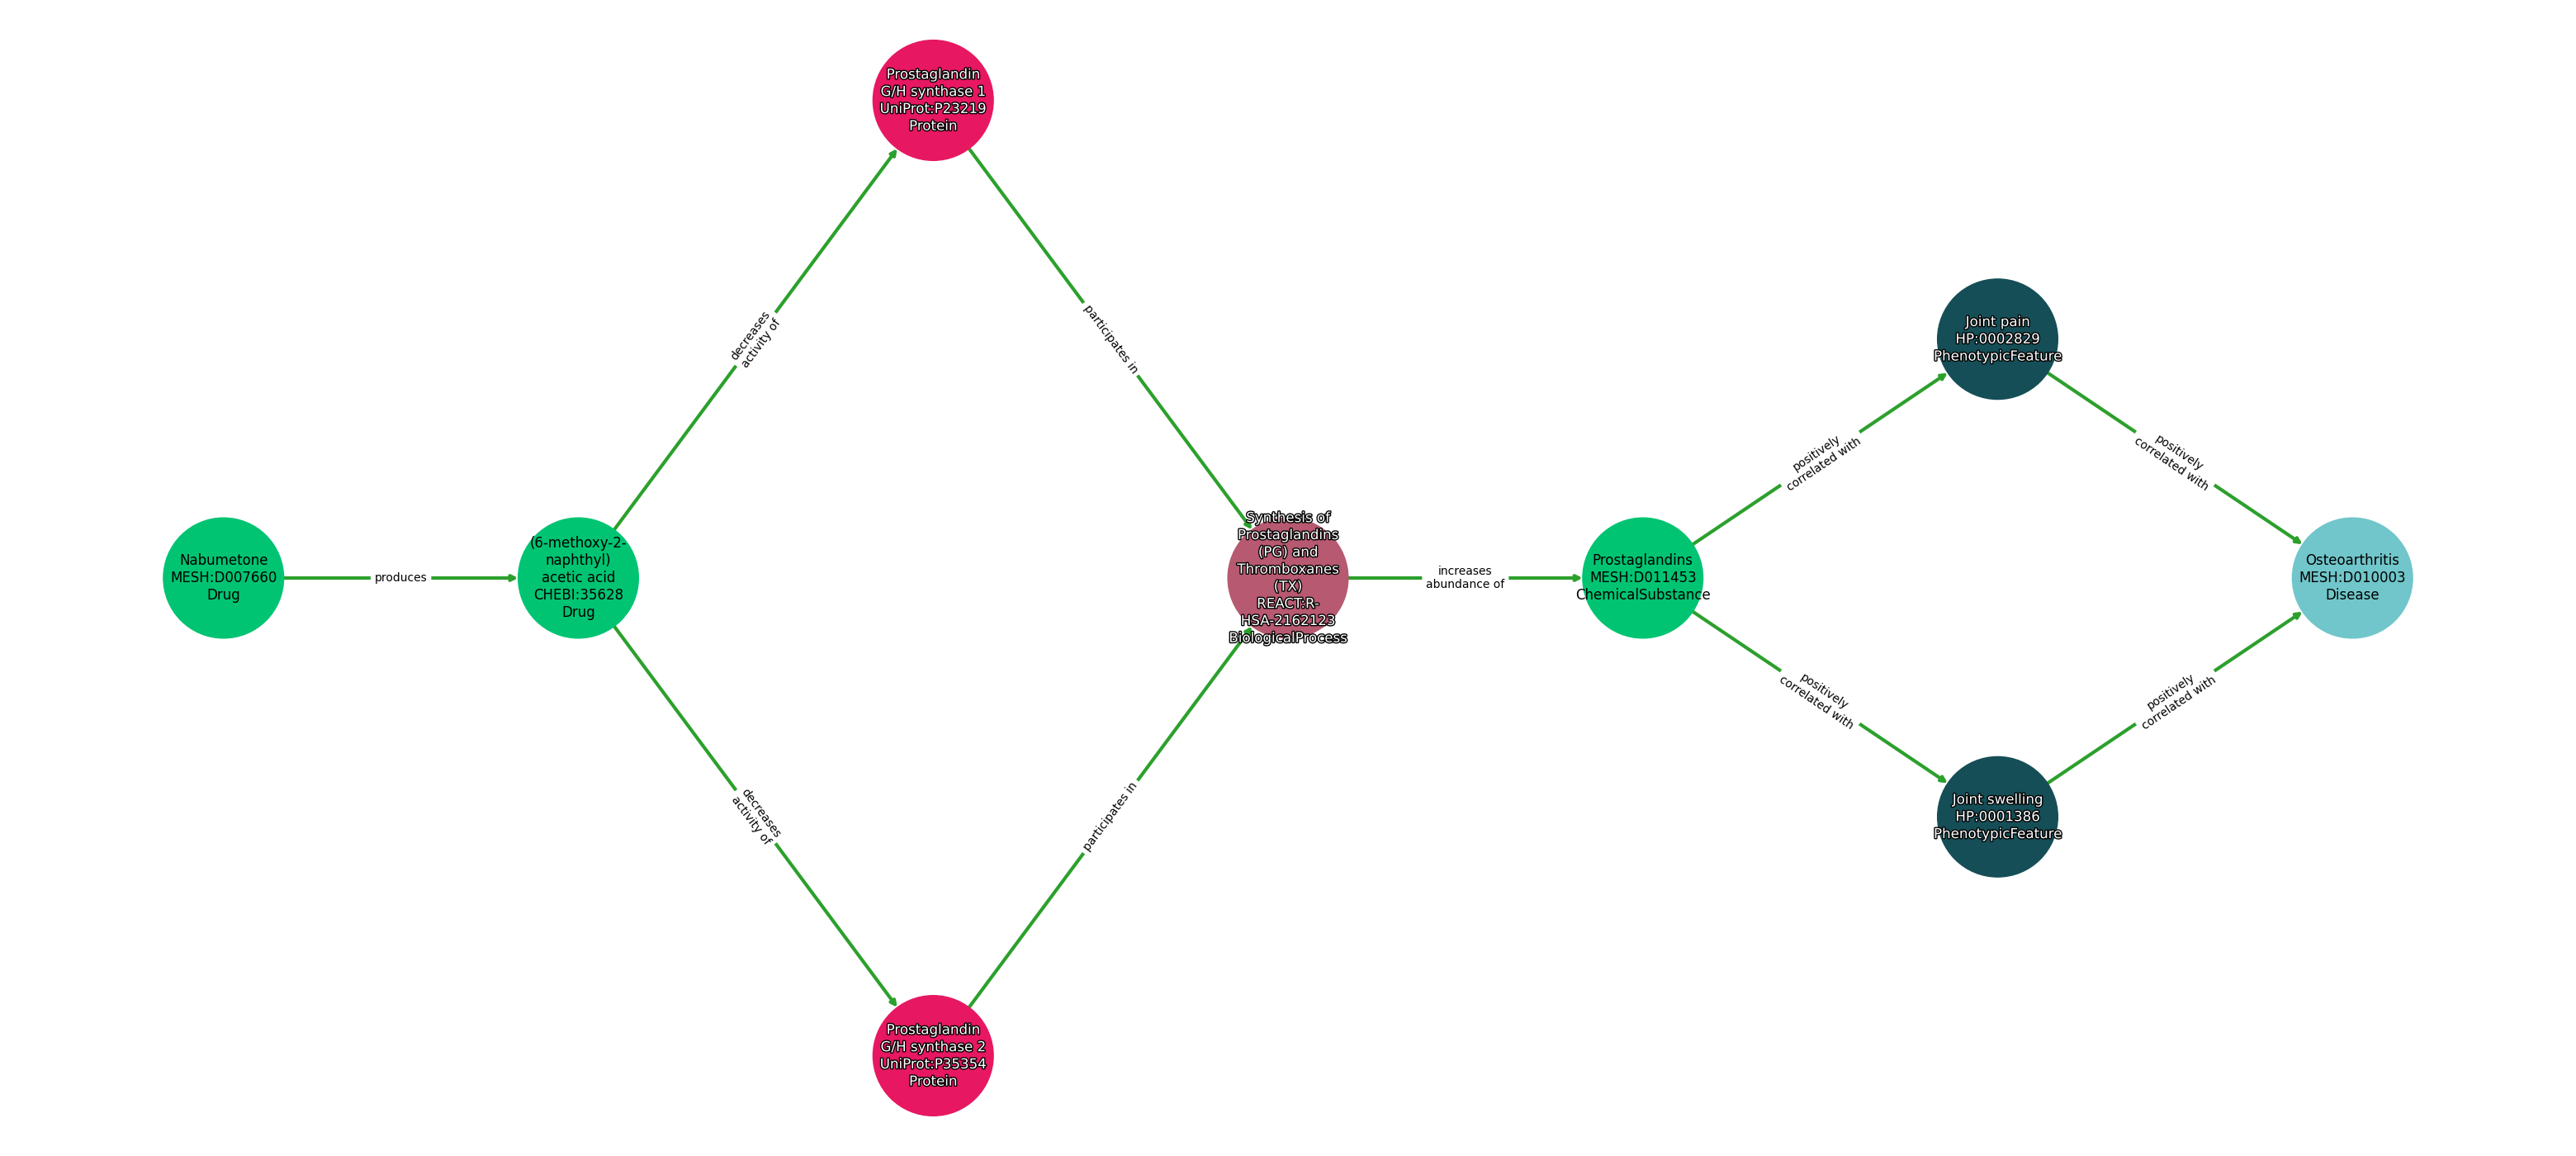 Prostaglandin
G/H synthase 1
UniProt:P23219
Protein
decreases
activity of
participates in
Joint pain
HP:0002829
PhenotypicFeature
positively
correlated with
positively
correlated with
Nabumetone
MESH:D007660
Drug
produces
(6-methoxy-2-
naphthyl)
acetic acid
CHEBI:35628
Drug
Synthesis of
Prostaglandins
(PG) and
Thromboxanes
(TX)
REACT:R-
HSA-2162123
BiologicalProcess
increases
abundance of
Prostaglandins
MESH:D011453
ChemicalSubstance
Osteoarthritis
MESH:D010003
Disease
positively
correlated with
positively
correlated with
decreases
activity of
participates in
Joint swelling
HP:0001386
PhenotypicFeature
Prostaglandin
G/H synthase 2
UniProt:P35354
Protein